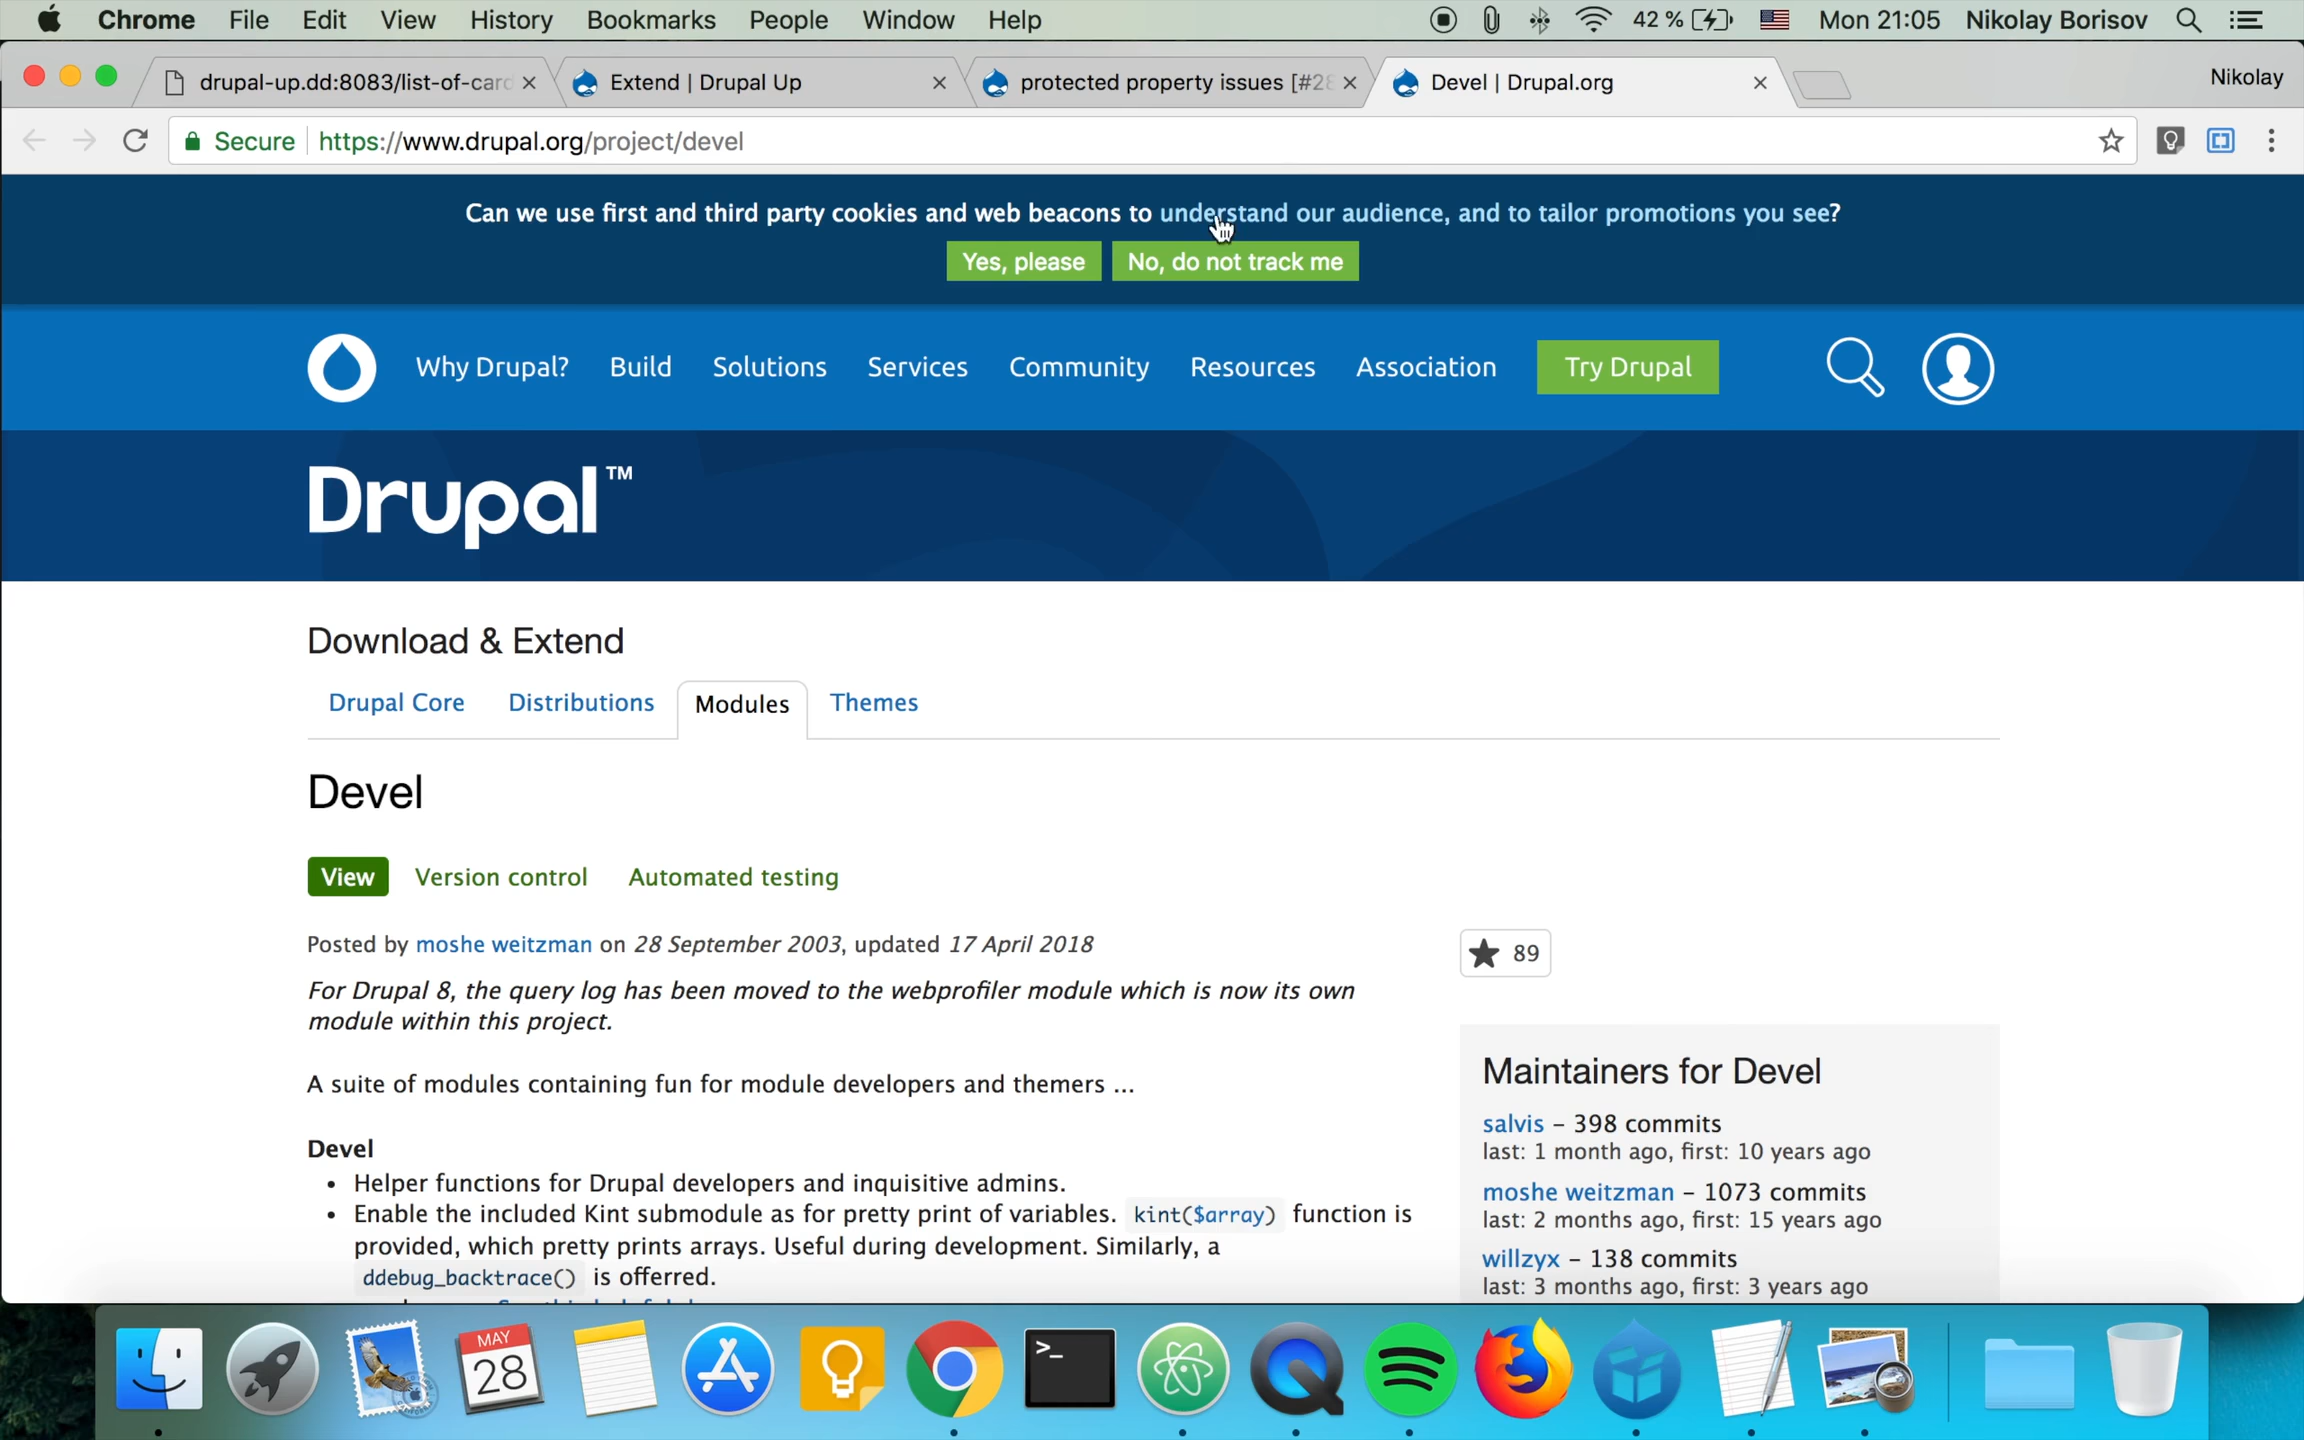 Chrome File Edit View History Bookmarks People Window Help 42 % Mon 21:05 Nikolay Borisov
drupal-up.dd:8083/list-of-card Extend | Drupal Up protected property issues [#28 Devel | Drupal.org Nikolay
Secure https://www.drupal.org/project/devel
Can we use first and third party cookies and web beacons to understand our audience, and to tailor promotions you see?
Yes, please No, do not track me
Why Drupal? Build Solutions Services Community Resources Association Try Drupal
Drupal™
Download & Extend
Drupal Core Distributions Modules Themes
Devel
View Version control Automated testing
Posted by moshe weitzman on 28 September 2003, updated 17 April 2018
For Drupal 8, the query log has been moved to the webprofiler module which is now its own
module within this project.
A suite of modules containing fun for module developers and themers ...
Devel
• Helper functions for Drupal developers and inquisitive admins.
• Enable the included Kint submodule as for pretty print of variables. kint($array) function is
provided, which pretty prints arrays. Useful during development. Similarly, a
ddebug_backtrace() is offerred.
89
Maintainers for Devel
salvis – 398 commits
last: 1 month ago, first: 10 years ago
moshe weitzman – 1073 commits
last: 2 months ago, first: 15 years ago
willzyx – 138 commits
last: 3 months ago, first: 3 years ago
MAY
28
>_